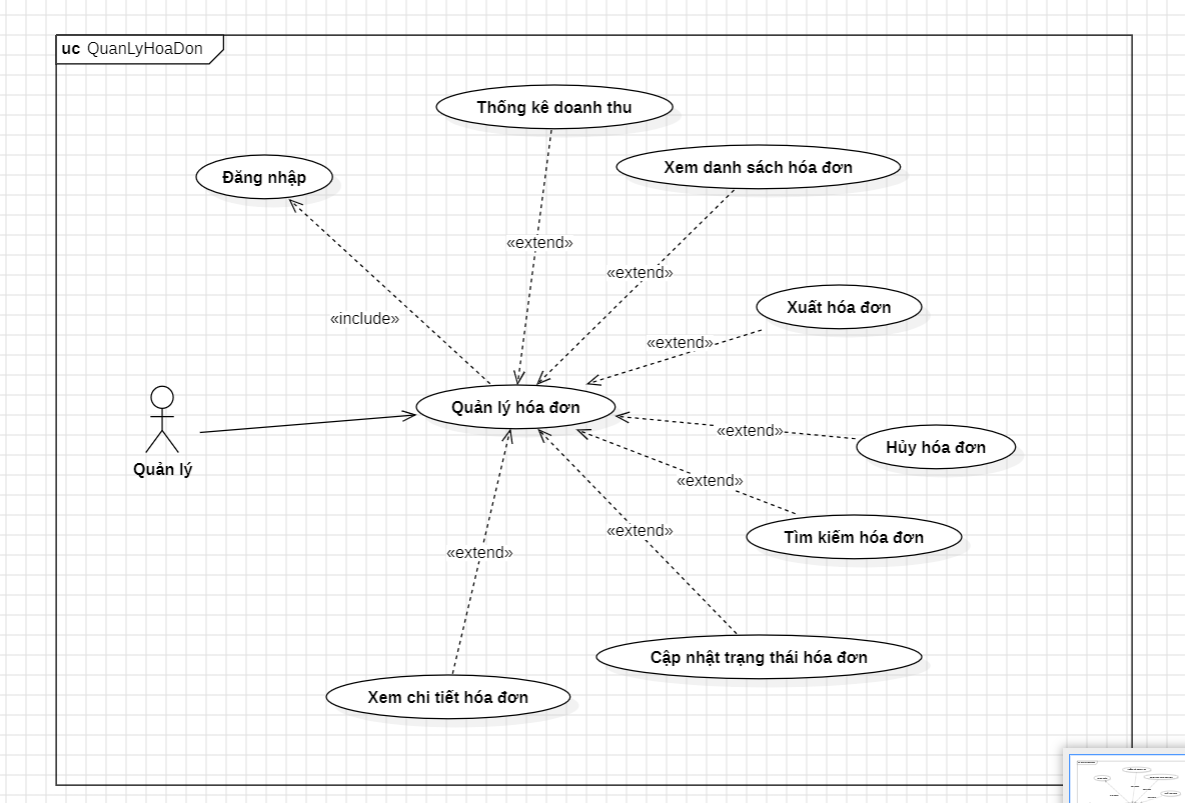 uc QuanLyHoaDon
Thống kê doanh thu
Xem danh sách hóa đơn
Đăng nhập
«extend»
«extend»
Xuất hóa đơn
«include»
«extend»
Quản lý hóa đơn
«extend»
Hủy hóa đơn
Quản lý
«extend»
«extend»
Tìm kiếm hóa đơn
«extend»
Cập nhật trạng thái hóa đơn
Xem chi tiết hóa đơn